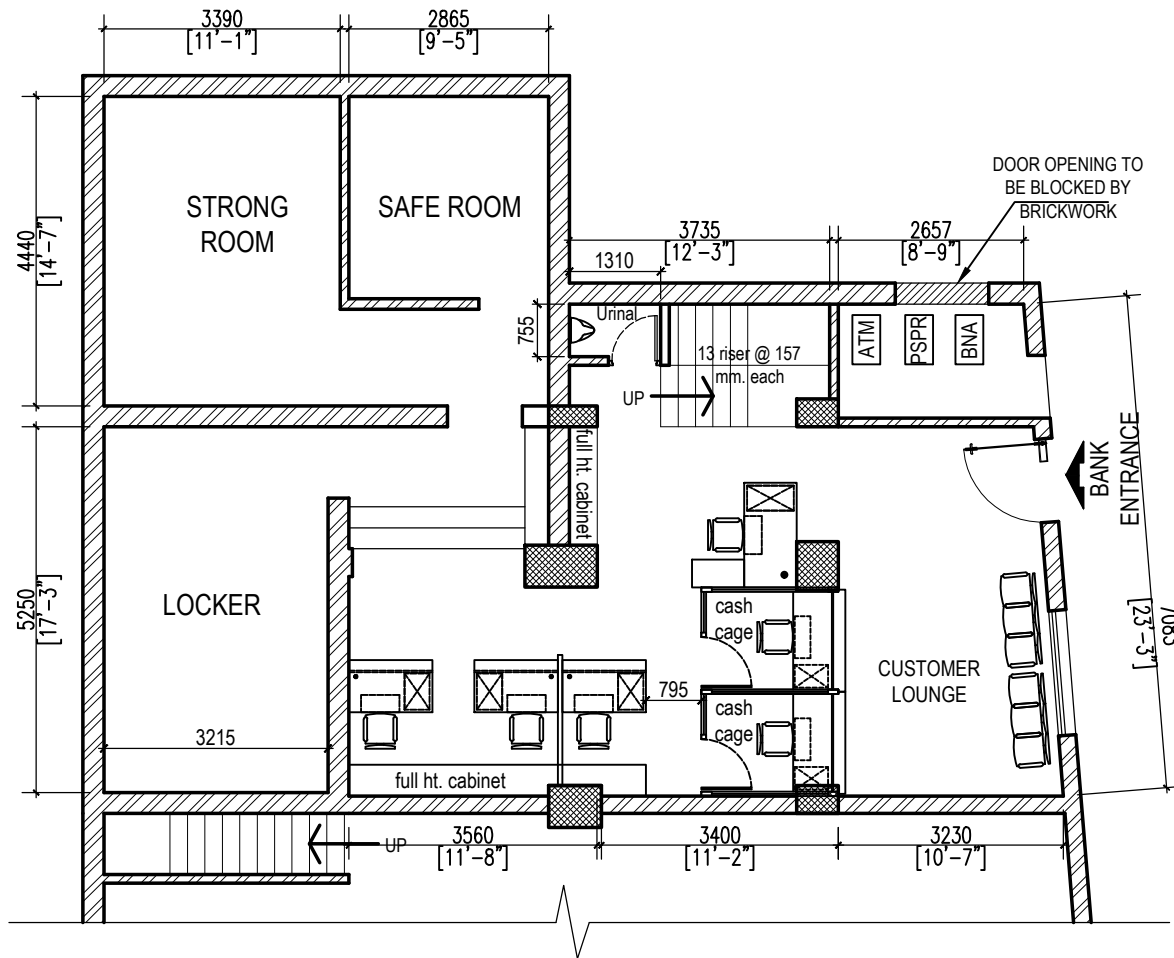 3390
[11'-1"]
2865
[9'-5"]
4440
[14'-7"]
STRONG
ROOM
SAFE ROOM
DOOR OPENING TO
BE BLOCKED BY
BRICKWORK
3735
[12'-3"]
2657
[8'-9"]
1310
755
Urinal
13 riser @ 157
mm. each
UP
ATM
PSPR
BNA
BANK
ENTRANCE
full ht. cabinet
5250
[17'-3"]
LOCKER
3215
cash
cage
795
cash
cage
CUSTOMER
LOUNGE
7085
[23'-3"]
full ht. cabinet
UP
3560
[11'-8"]
3400
[11'-2"]
3230
[10'-7"]